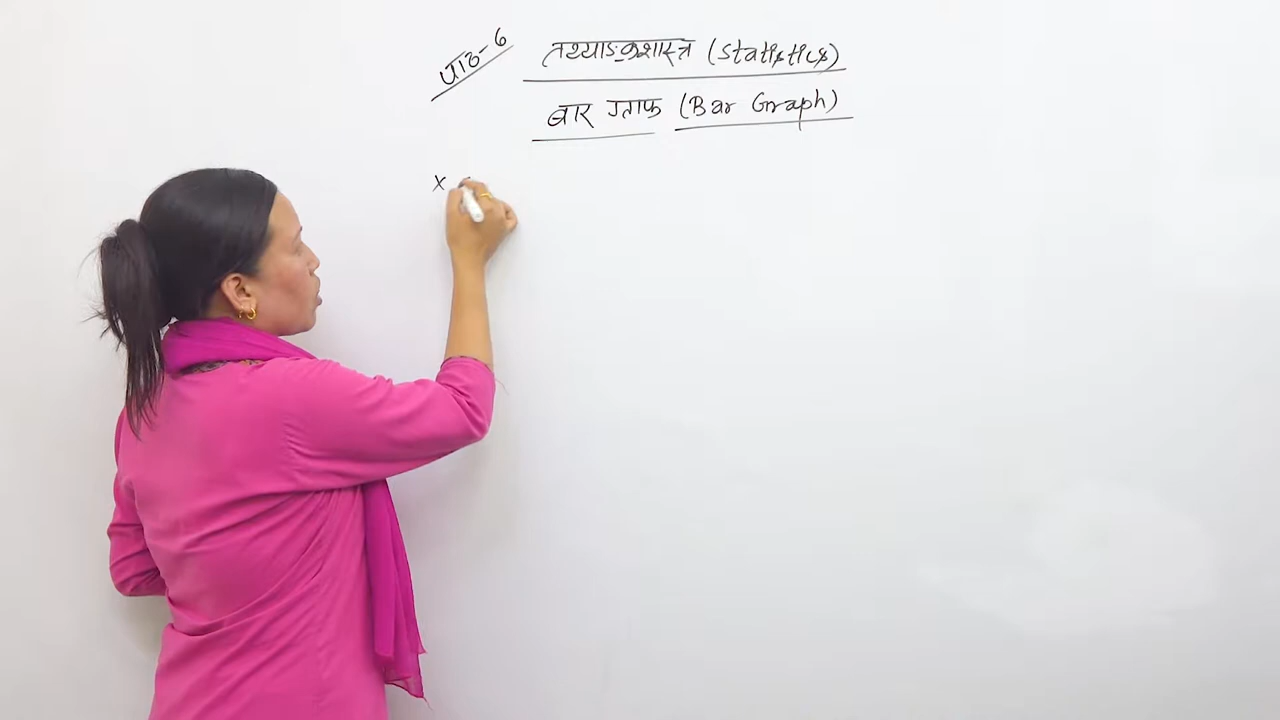 पाठ-6
तथ्याङ्कशास्त्र (Statistics)
बार ग्राफ (Bar Graph)
x